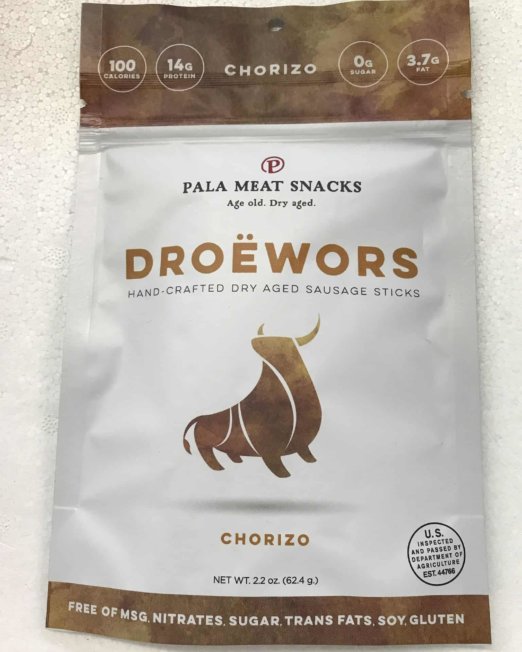 100 CALORIES
14G PROTEIN
CHORIZO
0G SUGAR
3.7G FAT
P
PALA MEAT SNACKS
Age old. Dry aged.
DROËWORS
HAND-CRAFTED DRY AGED SAUSAGE STICKS
CHORIZO
U.S.
INSPECTED
AND PASSED BY
DEPARTMENT OF
AGRICULTURE
EST. 44766
NET WT. 2.2 oz. (62.4 g.)
FREE OF MSG, NITRATES, SUGAR, TRANS FATS, SOY, GLUTEN